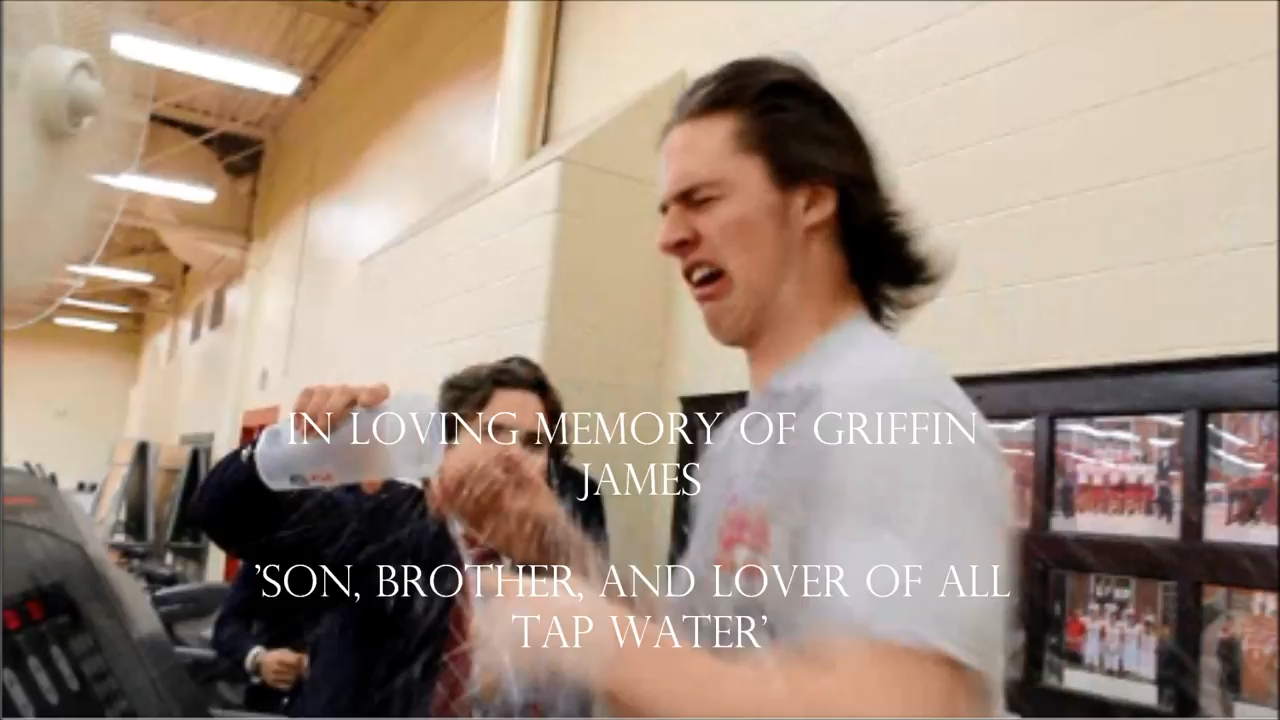 IN LOVING MEMORY OF GRIFFIN
JAMES
'SON, BROTHER, AND LOVER OF ALL
TAP WATER'